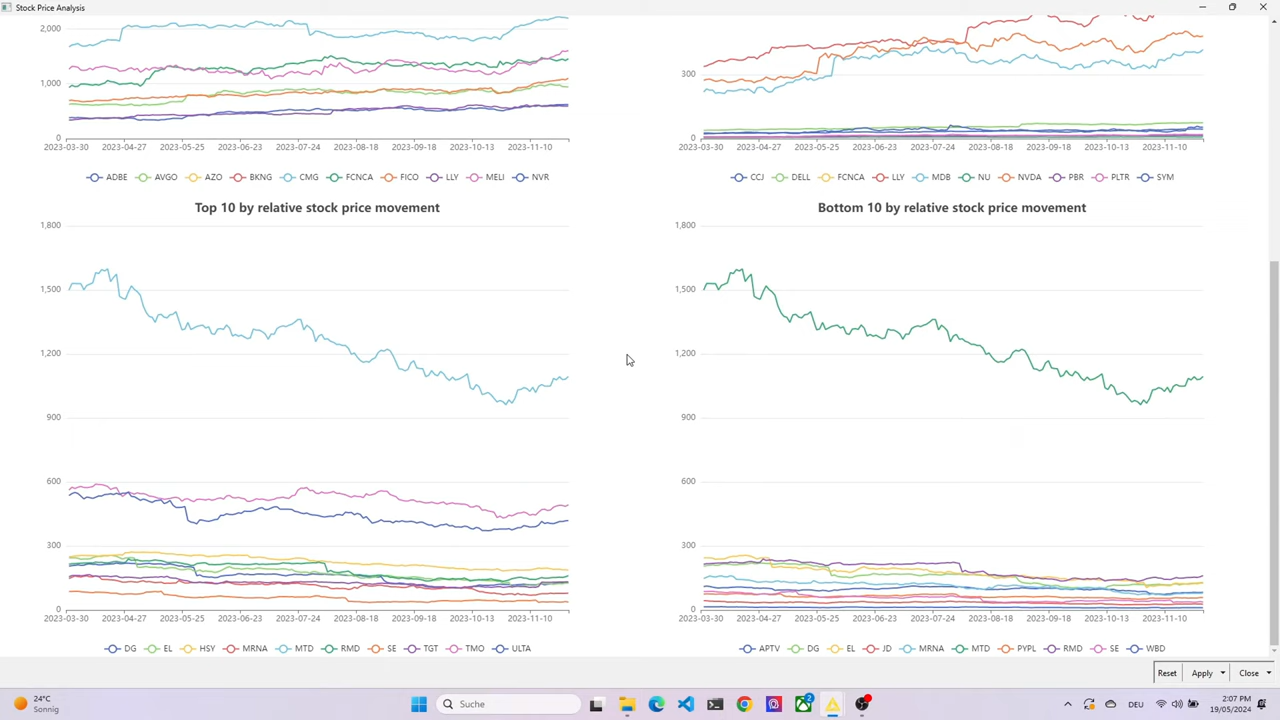 Stock Price Analysis
2,000
1,000
0
2023-03-30 2023-04-27 2023-05-25 2023-06-23 2023-07-24 2023-08-18 2023-09-18 2023-10-13 2023-11-10
ADBE AVGO AZO BKNG CMG FCNCA FICO LLY MELI NVR
300
0
2023-03-30 2023-04-27 2023-05-25 2023-06-23 2023-07-24 2023-08-18 2023-09-18 2023-10-13 2023-11-10
CCJ DELL FCNCA LLY MDB NU NVDA PBR PLTR SYM
Top 10 by relative stock price movement
1,800
1,500
1,200
900
600
300
0
2023-03-30 2023-04-27 2023-05-25 2023-06-23 2023-07-24 2023-08-18 2023-09-18 2023-10-13 2023-11-10
DG EL HSY MRNA MTD RMD SE TGT TMO ULTA
Bottom 10 by relative stock price movement
1,800
1,500
1,200
900
600
300
0
2023-03-30 2023-04-27 2023-05-25 2023-06-23 2023-07-24 2023-08-18 2023-09-18 2023-10-13 2023-11-10
APTV DG EL JD MRNA MTD PYPL RMD SE WBD
Reset Apply Close
24°C
Sonnig
Suche
2
DEU
2:07 PM
19/05/2024